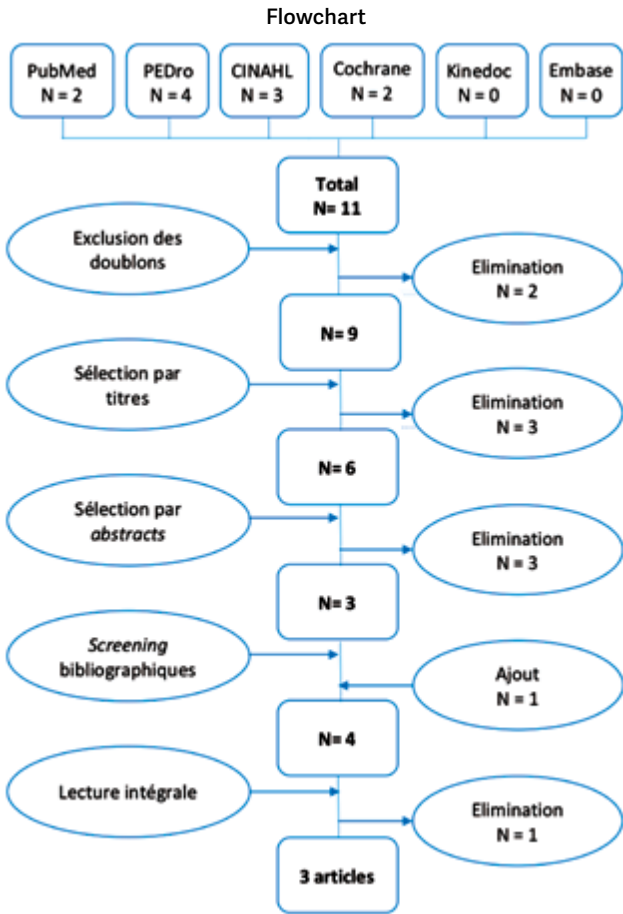 Flowchart
PubMed
N = 2
PEDro
N = 4
CINAHL
N = 3
Cochrane
N = 2
Kinedoc
N = 0
Embase
N = 0
Total
N= 11
Exclusion des
doublons
Elimination
N = 2
N= 9
Sélection par
titres
Elimination
N = 3
N= 6
Sélection par
abstracts
Elimination
N = 3
N= 3
Screening
bibliographiques
Ajout
N = 1
N= 4
Lecture intégrale
Elimination
N = 1
3 articles